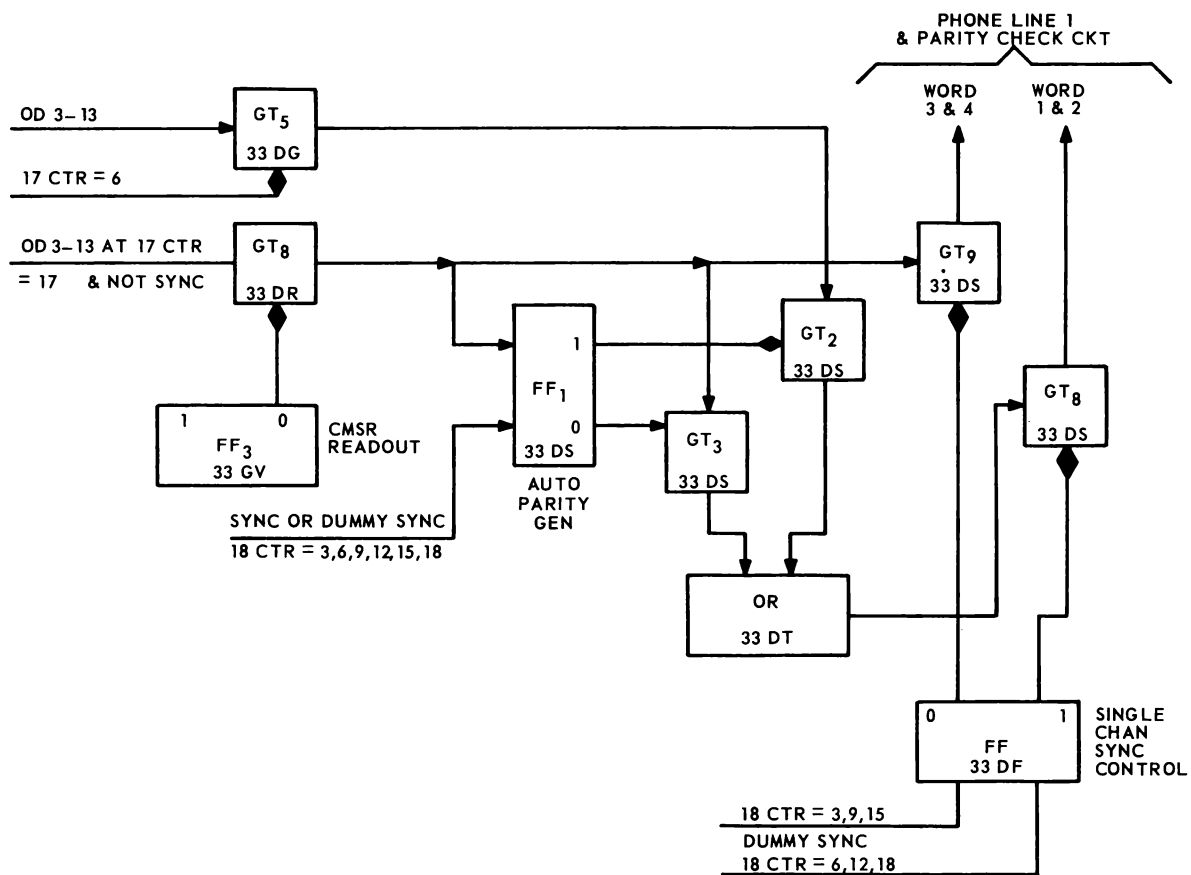 PHONE LINE 1
& PARITY CHECK CKT
WORD
3 & 4
WORD
1 & 2
OD 3-13
GT5
33 DG
17 CTR = 6
OD 3-13 AT 17 CTR
= 17 & NOT SYNC
GT8
33 DR
GT9
33 DS
1
FF1
0
33 DS
AUTO
PARITY
GEN
GT2
33 DS
GT8
33 DS
1 0
FF3
33 GV
CMSR
READOUT
GT3
33 DS
SYNC OR DUMMY SYNC
18 CTR = 3,6,9,12,15,18
OR
33 DT
0 1
FF
33 DF
SINGLE
CHAN
SYNC
CONTROL
18 CTR = 3,9,15
DUMMY SYNC
18 CTR = 6,12,18